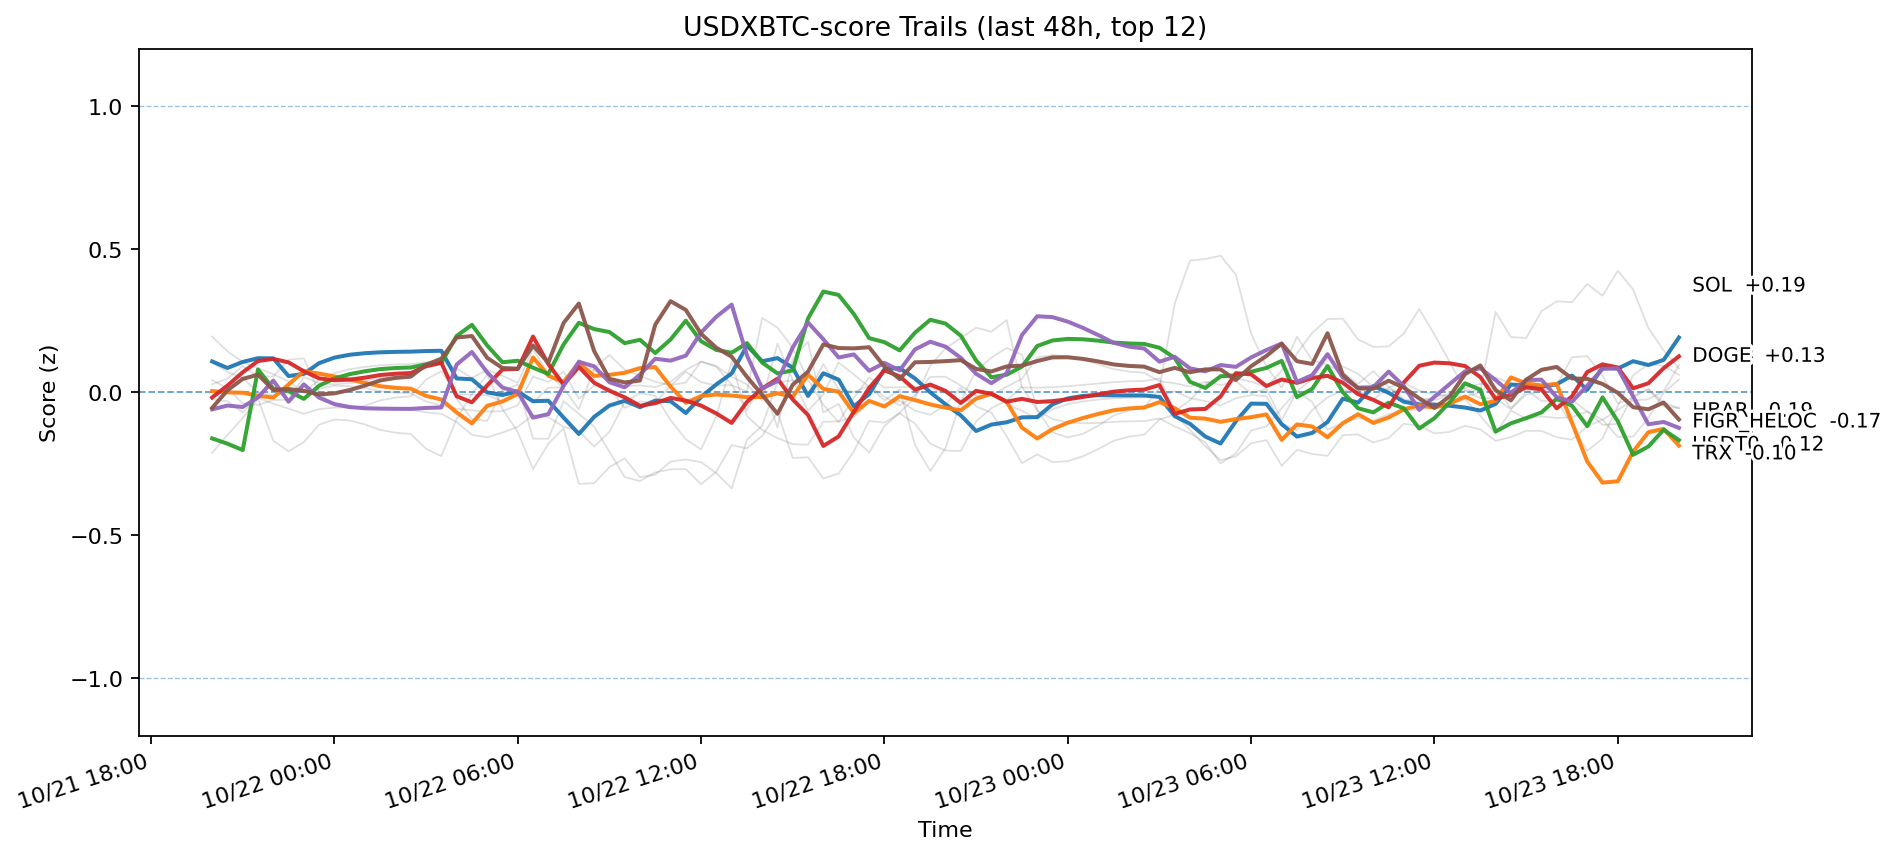 USDXBTC-score Trails (last 48h, top 12)
Score (z)
1.0
0.5
0.0
−0.5
−1.0
SOL +0.19
DOGE +0.13
FIGR_HELOC -0.17
TRX -0.10
10/21 18:00
10/22 00:00
10/22 06:00
10/22 12:00
10/22 18:00
10/23 00:00
10/23 06:00
10/23 12:00
10/23 18:00
Time